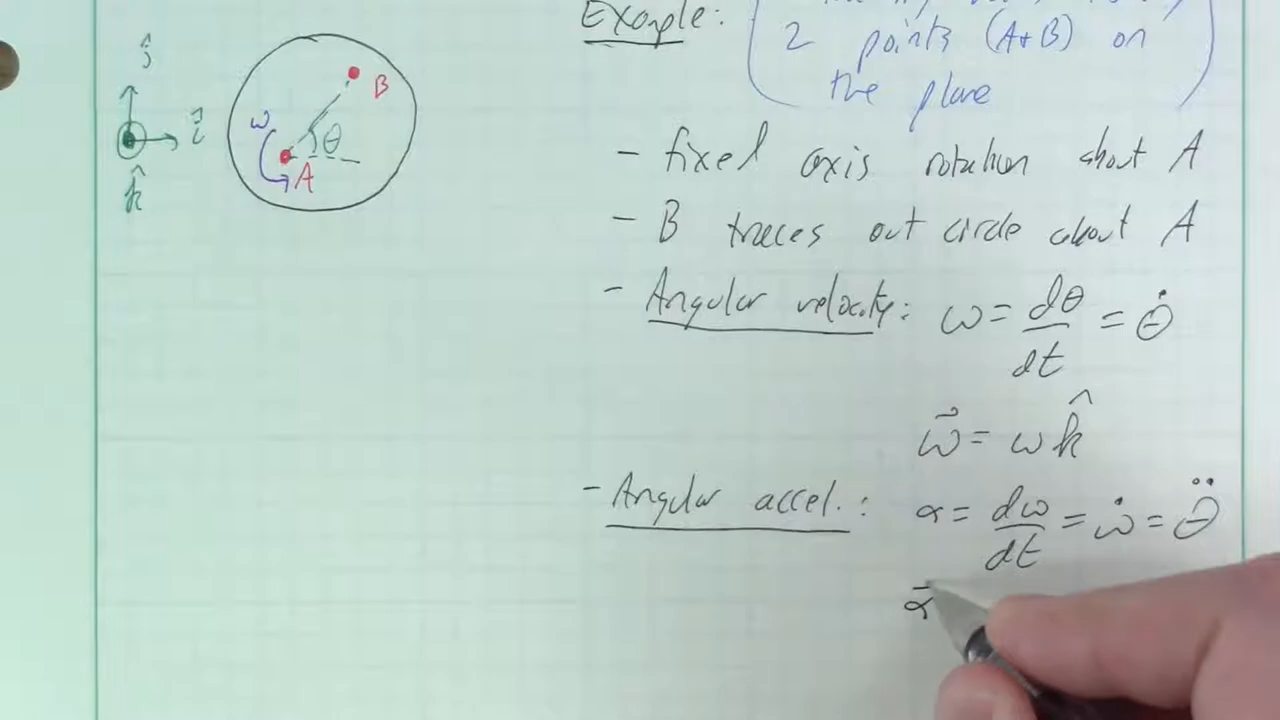 Example:
2 points (A+B) on
the plane
ĵ
î
k̂
B
ω
θ
A
- fixed axis rotation about A
- B traces out circle about A
- Angular velocity: ω = dθ/dt = θ̇
ω⃗ = ω k̂
- Angular accel.: α = dω/dt = ω̇ = θ̈
α⃗